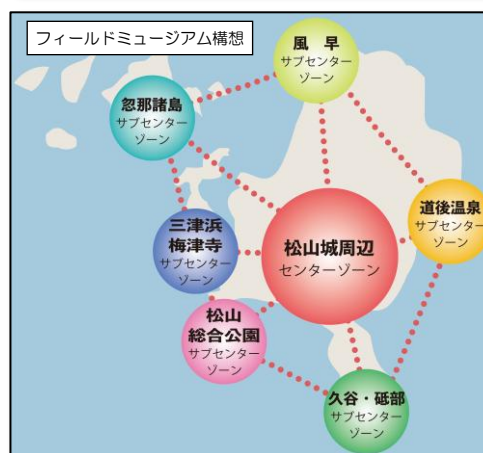 フィールドミュージアム構想
風　早
サブセンター
ゾーン
忽那諸島
サブセンター
ゾーン
道後温泉
サブセンター
ゾーン
三津浜
梅津寺
サブセンター
ゾーン
松山城周辺
センターゾーン
松山
総合公園
サブセンター
ゾーン
久谷・砥部
サブセンター
ゾーン